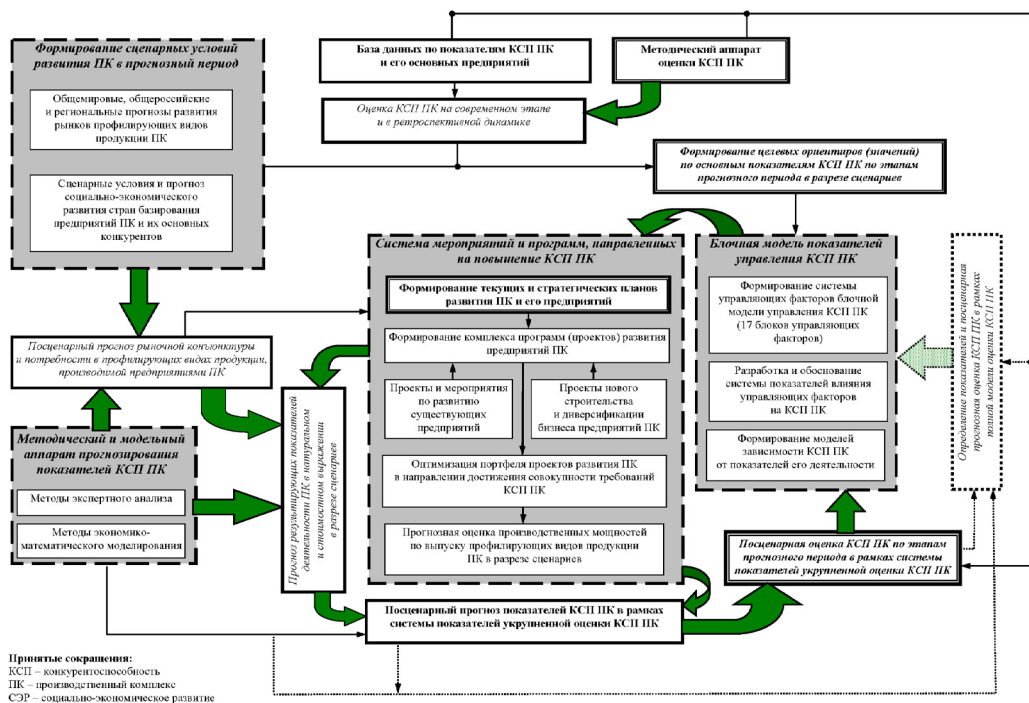 Формирование сценарных условий
развития ПК в прогнозный период
Общемировые, общероссийские
и региональные прогнозы развития
рынков профилирующих видов
продукции ПК
Сценарные условия и прогноз
социально-экономического
развития стран базирования
предприятий ПК и их основных
конкурентов
База данных по показателям КСП ПК
и его основных предприятий
Методический аппарат
оценки КСП ПК
Оценка КСП ПК на современном этапе
и в ретроспективной динамике
Формирование целевых ориентиров (значений)
по основным показателям КСП ПК по этапам
прогнозного периода в разрезе сценариев
Посценарный прогноз рыночной конъюнктуры
и потребности в профилирующих видах продукции,
производимой предприятиями ПК
Методический и модельный
аппарат прогнозирования
показателей КСП ПК
Методы экспертного анализа
Методы экономико-
математического моделирования
Прогноз результирующих показателей
деятельности ПК в натуральном
и стоимостном выражении
в разрезе сценариев
Система мероприятий и программ, направленных
на повышение КСП ПК
Формирование текущих и стратегических планов
развития ПК и его предприятий
Формирование комплекса программ (проектов) развития
предприятий ПК
Проекты и мероприятия
по развитию
существующих
предприятий
Проекты нового
строительства
и диверсификации
бизнеса предприятий ПК
Оптимизация портфеля проектов развития ПК
в направлении достижения совокупности требований
КСП ПК
Прогнозная оценка производственных мощностей
по выпуску профилирующих видов продукции
ПК в разрезе сценариев
Блочная модель показателей
управления КСП ПК
Формирование системы
управляющих факторов блочной
модели управления КСП ПК
(17 блоков управляющих
факторов)
Разработка и обоснование
системы показателей влияния
управляющих факторов
на КСП ПК
Формирование моделей
зависимости КСП ПК
от показателей его деятельности
Определение показателей и посценарная
прогнозная оценка КСП ПК в рамках
полной модели оценки КСП ПК
Посценарная оценка КСП ПК по этапам
прогнозного периода в рамках системы
показателей укрупненной оценки КСП ПК
Посценарный прогноз показателей КСП ПК в рамках
системы показателей укрупненной оценки КСП ПК
Принятые сокращения:
КСП – конкурентоспособность
ПК – производственный комплекс
СЭР – социально-экономическое развитие